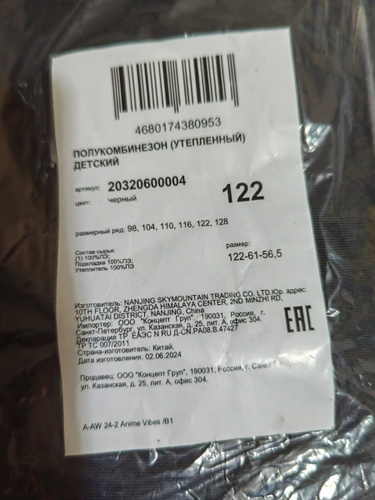 4680174380953
ПОЛУКОМБИНЕЗОН (УТЕПЛЕННЫЙ)
ДЕТСКИЙ
артикул: 20320600004
цвет: черный
122
размерный ряд: 98, 104, 110, 116, 122, 128
Состав сырья:
(1) 100%ПЭ;
Подкладка 100%ПЭ;
Утеплитель 100%ПЭ
размер:
122-61-56,5
Изготовитель: NANJING SKYMOUNTAIN TRADING CO. LTD Юр. адрес:
10TH FLOOR, ZHENGDA HIMALAYA CENTER, 2ND MINZHI RD,
YUHUATAI DISTRICT, NANJING, China
Импортер: ООО "Концепт Груп", 190031, Россия, г.
Санкт-Петербург, ул. Казанская, д. 25, лит. А, офис 304.
Декларация ТР ЕАЭС N RU Д-CN.РА08.В.47427
ТР ТС 007/2011
Страна-изготовитель: Китай.
Дата изготовления: 02.06.2024
EAC
Продавец: ООО "Концепт Груп", 190031, Россия, г. Санкт-
ул. Казанская, д. 25, лит. А, офис 304.
A-AW 24-2 Anime Vibes /B1